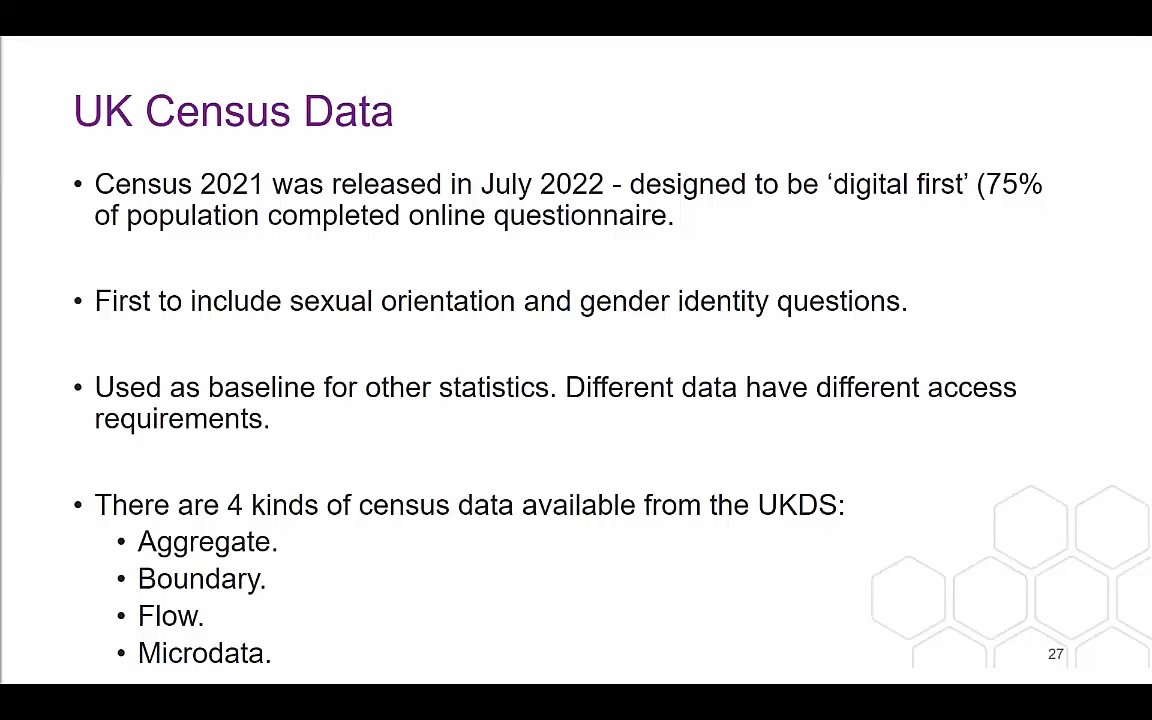 UK Census Data
• Census 2021 was released in July 2022 - designed to be ‘digital first’ (75%
of population completed online questionnaire.
• First to include sexual orientation and gender identity questions.
• Used as baseline for other statistics. Different data have different access
requirements.
• There are 4 kinds of census data available from the UKDS:
• Aggregate.
• Boundary.
• Flow.
• Microdata.
27